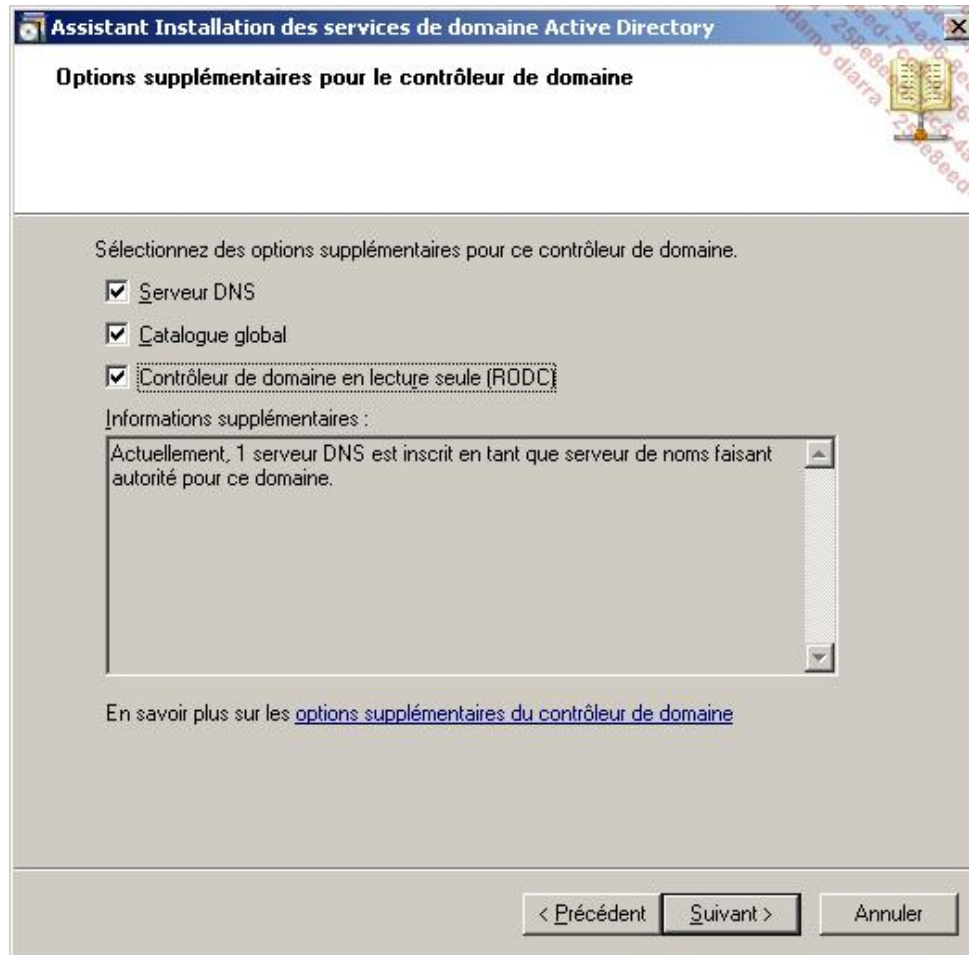 Assistant Installation des services de domaine Active Directory
Options supplémentaires pour le contrôleur de domaine
Sélectionnez des options supplémentaires pour ce contrôleur de domaine.
Serveur DNS
Catalogue global
Contrôleur de domaine en lecture seule (RODC)
Informations supplémentaires :
Actuellement, 1 serveur DNS est inscrit en tant que serveur de noms faisant
autorité pour ce domaine.
En savoir plus sur les options supplémentaires du contrôleur de domaine
< Précédent
Suivant >
Annuler